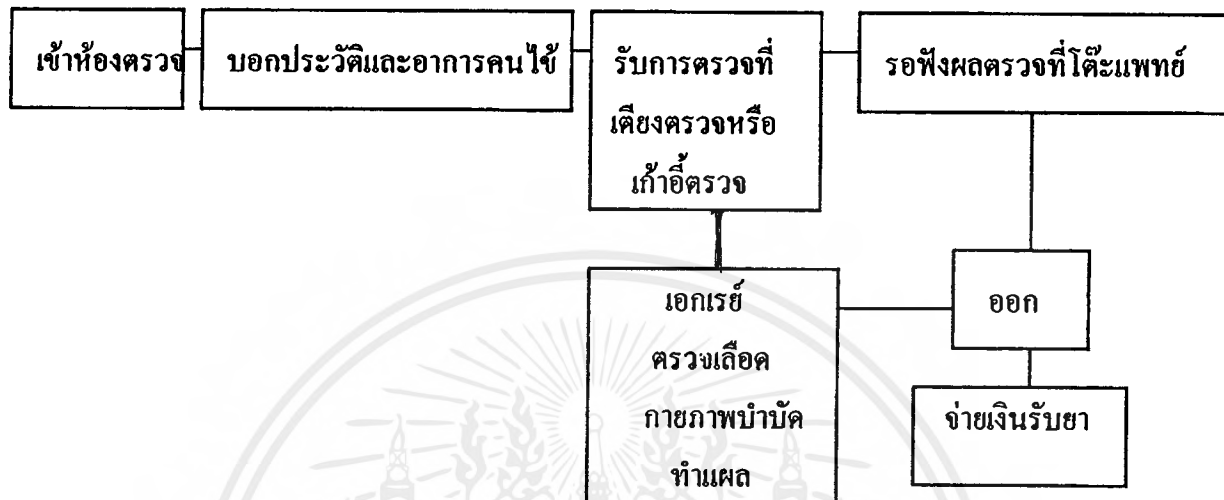 เข้าห้องตรวจ
บอกประวัติและอาการคนไข้
รับการตรวจที่
เตียงตรวจหรือ
เก้าอี้ตรวจ
รอฟังผลตรวจที่โต๊ะแพทย์
เอกเรย์
ตรวจเลือด
กายภาพบำบัด
ทำแผล
ออก
จ่ายเงินรับยา